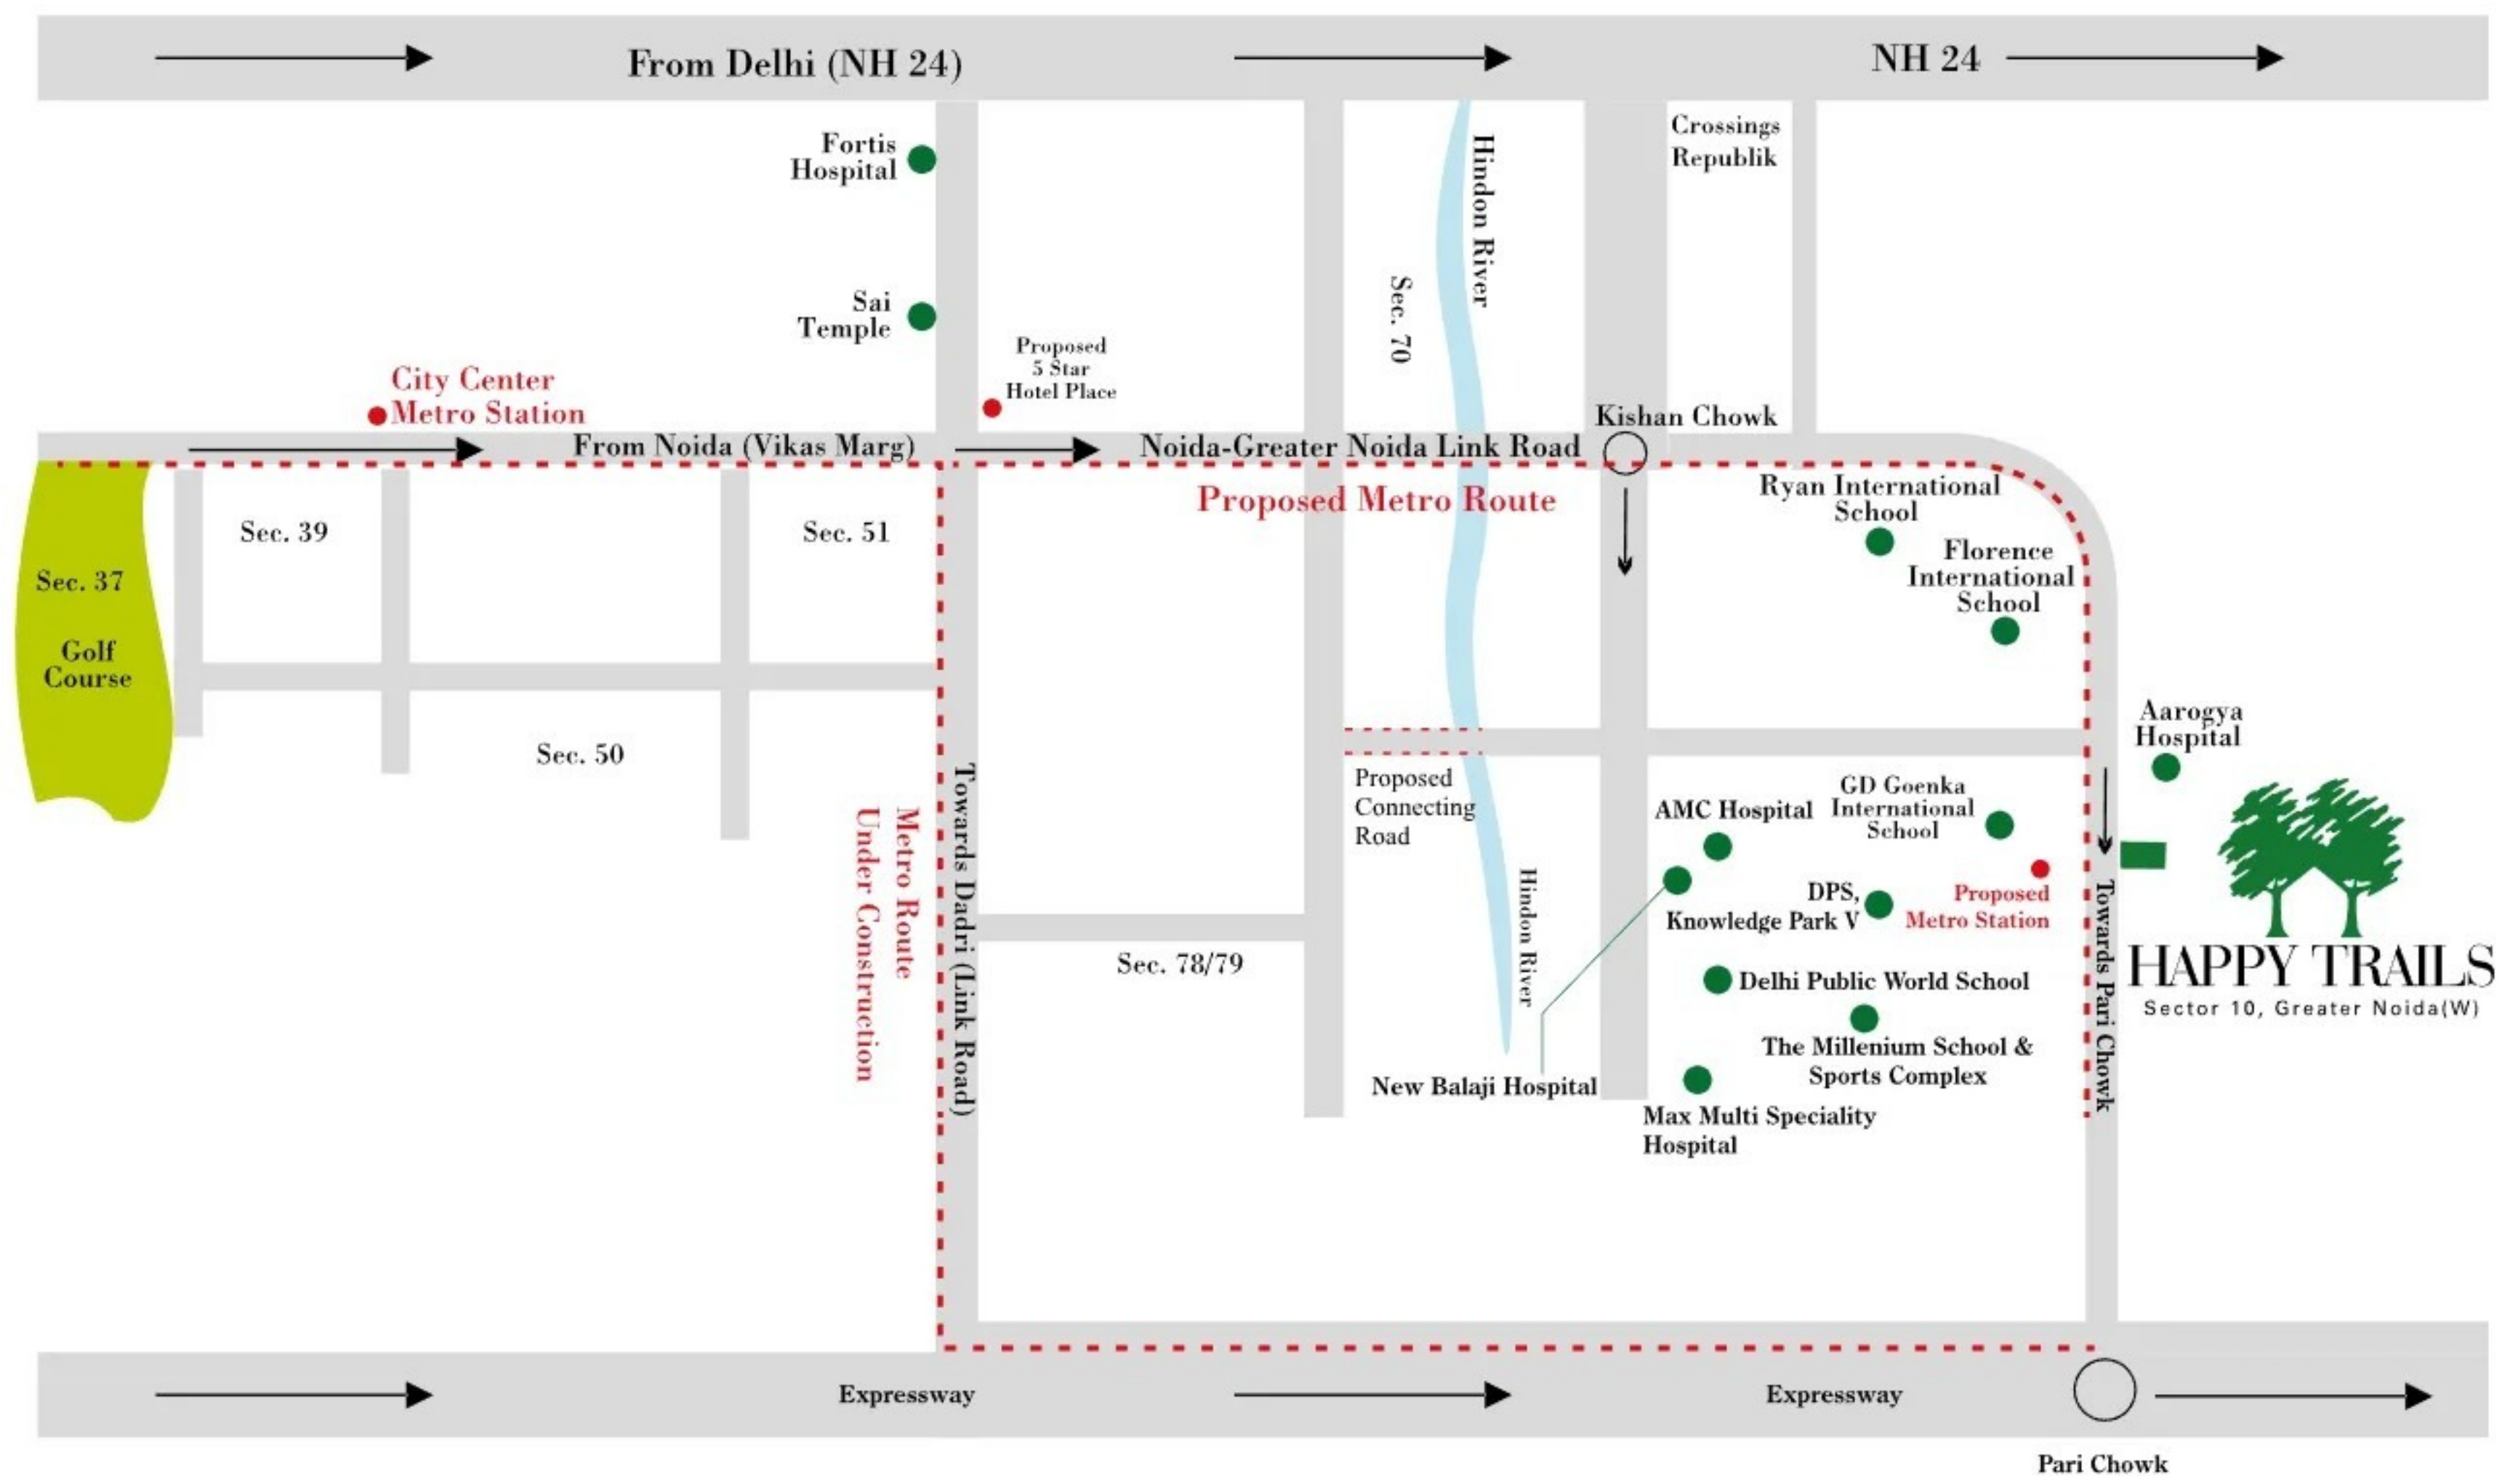 From Delhi (NH 24)
NH 24
Fortis
Hospital
Sai
Temple
Proposed
5 Star
Hotel Place
Sec. 70
Hindon River
Crossings
Republik
City Center
Metro Station
Kishan Chowk
From Noida (Vikas Marg)
Noida-Greater Noida Link Road
Proposed Metro Route
Ryan International
School
Florence
International
School
Sec. 37
Golf
Course
Sec. 39
Sec. 51
Sec. 50
Metro Route
Under Construction
Towards Dadri (Link Road)
Sec. 78/79
Proposed
Connecting
Road
Hindon River
New Balaji Hospital
AMC Hospital
GD Goenka
International
School
DPS,
Knowledge Park V
Proposed
Metro Station
Delhi Public World School
The Millenium School &
Sports Complex
Max Multi Speciality
Hospital
Aarogya
Hospital
Towards Pari Chowk
HAPPY TRAILS
Sector 10, Greater Noida(W)
Expressway
Expressway
Pari Chowk